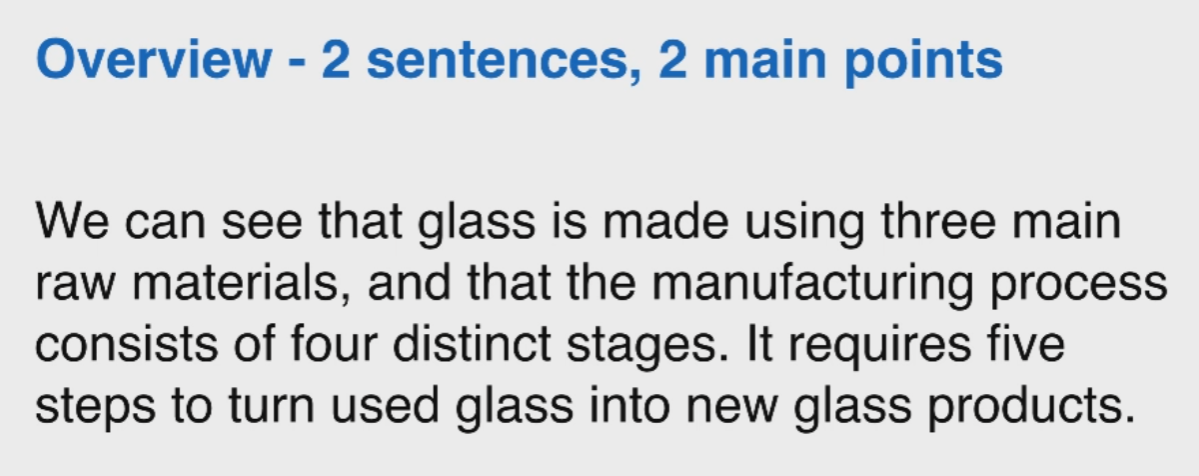 Overview - 2 sentences, 2 main points
We can see that glass is made using three main
raw materials, and that the manufacturing process
consists of four distinct stages. It requires five
steps to turn used glass into new glass products.